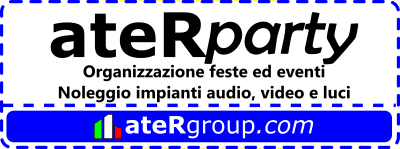 ateRparty
Organizzazione feste ed eventi
Noleggio impianti audio, video e luci
ateRgroup.com